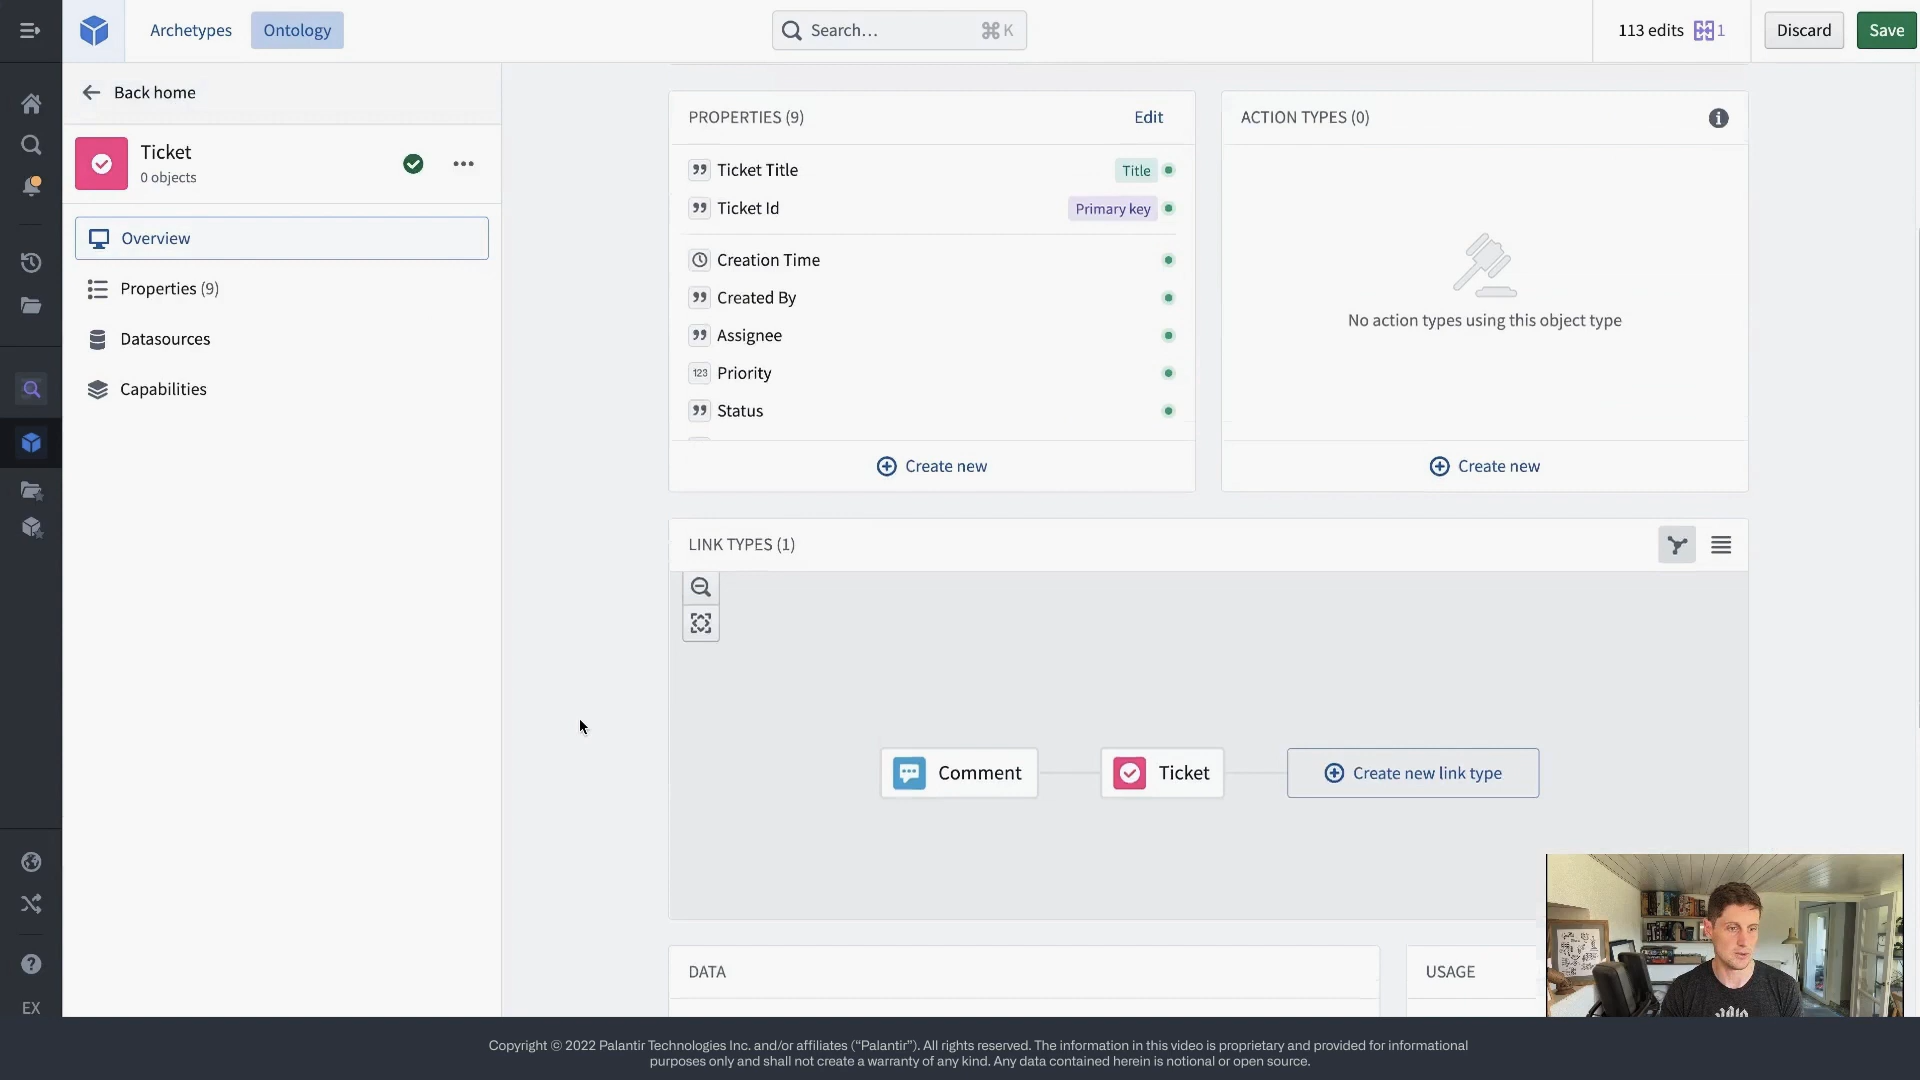 Archetypes
Ontology
Search...
⌘K
113 edits
1
Discard
Save
Back home
Ticket
0 objects
Overview
Properties (9)
Datasources
Capabilities
EX
PROPERTIES (9)
Edit
Ticket Title
Title
Ticket Id
Primary key
Creation Time
Created By
Assignee
123
Priority
Status
Create new
ACTION TYPES (0)
No action types using this object type
Create new
LINK TYPES (1)
Comment
Ticket
Create new link type
DATA
USAGE
Copyright © 2022 Palantir Technologies Inc. and/or affiliates (“Palantir”). All rights reserved. The information in this video is proprietary and provided for informational
purposes only and shall not create a warranty of any kind. Any data contained herein is notional or open source.